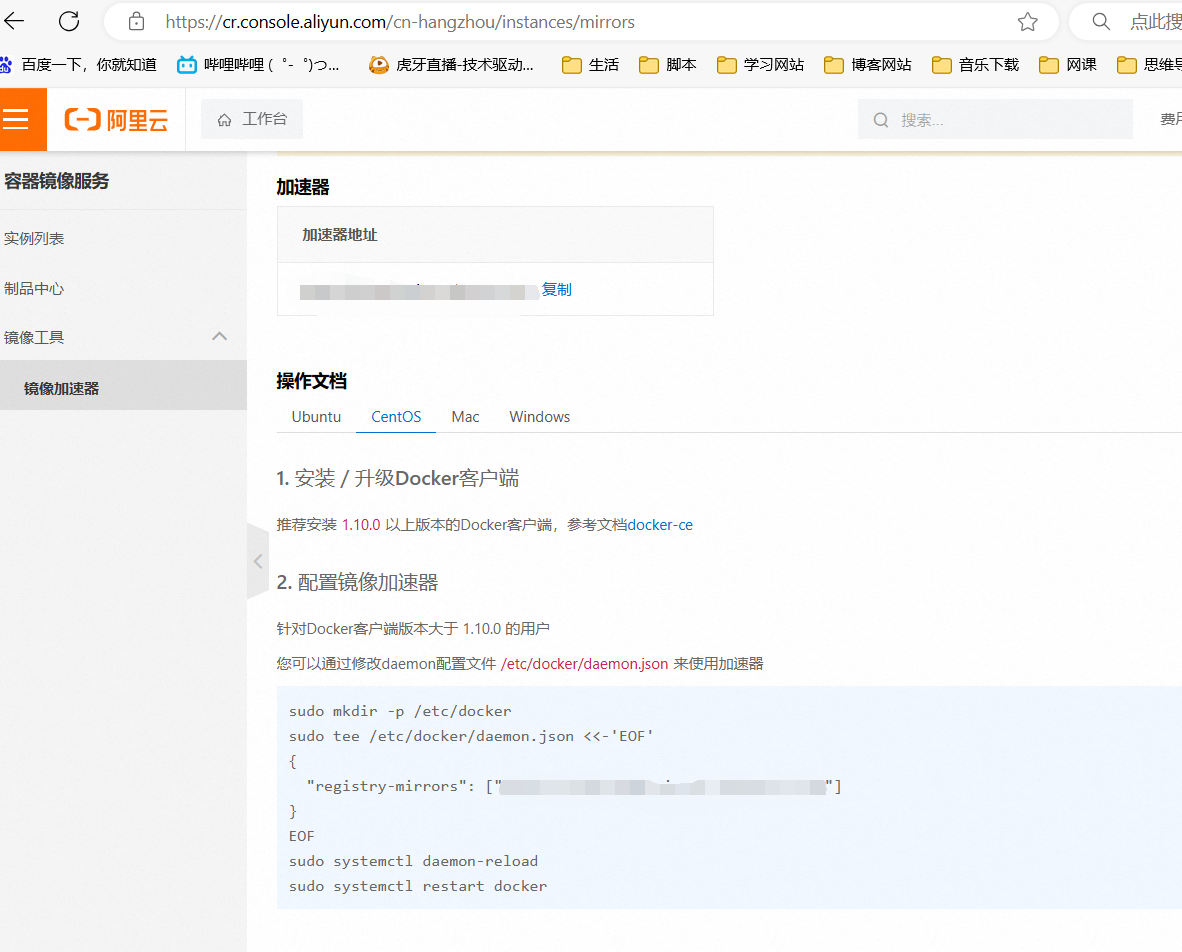 https://cr.console.aliyun.com/cn-hangzhou/instances/mirrors
点此搜
百度一下，你就知道 哔哩哔哩 (゜-゜)つ... 虎牙直播-技术驱动... 生活 脚本 学习网站 博客网站 音乐下载 网课 思维导
阿里云 工作台 搜索... 费用
容器镜像服务
实例列表
制品中心
镜像工具
镜像加速器
加速器
加速器地址
复制
操作文档
Ubuntu CentOS Mac Windows
1. 安装 / 升级Docker客户端
推荐安装 1.10.0 以上版本的Docker客户端，参考文档docker-ce
2. 配置镜像加速器
针对Docker客户端版本大于 1.10.0 的用户
您可以通过修改daemon配置文件 /etc/docker/daemon.json 来使用加速器
sudo mkdir -p /etc/docker
sudo tee /etc/docker/daemon.json <<-'EOF'
{
"registry-mirrors": [""]
}
EOF
sudo systemctl daemon-reload
sudo systemctl restart docker